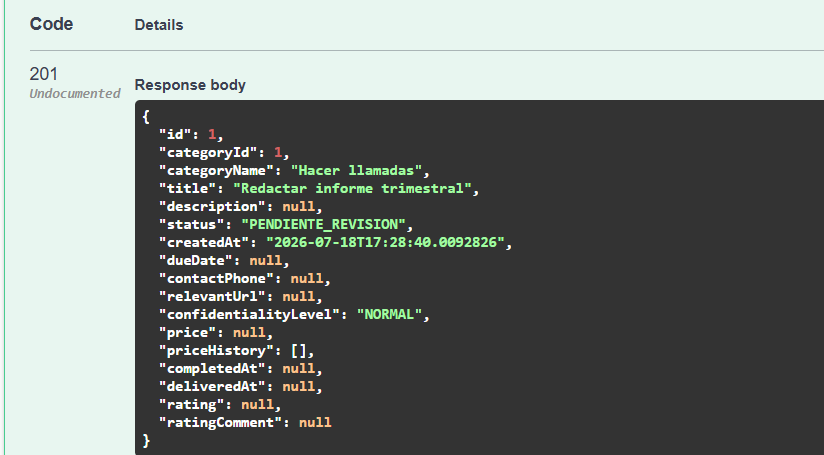 Code Details
201
Undocumented
Response body
{
  "id": 1,
  "categoryId": 1,
  "categoryName": "Hacer llamadas",
  "title": "Redactar informe trimestral",
  "description": null,
  "status": "PENDIENTE_REVISION",
  "createdAt": "2026-07-18T17:28:40.0092826",
  "dueDate": null,
  "contactPhone": null,
  "relevantUrl": null,
  "confidentialityLevel": "NORMAL",
  "price": null,
  "priceHistory": [],
  "completedAt": null,
  "deliveredAt": null,
  "rating": null,
  "ratingComment": null
}